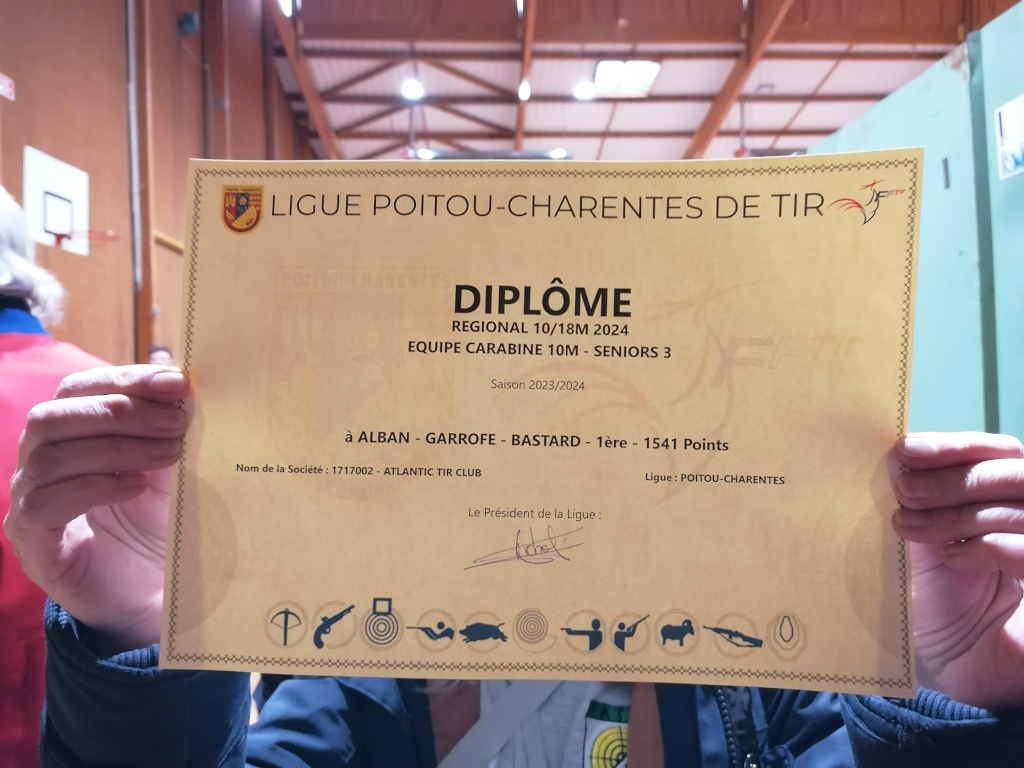 LIGUE POITOU-CHARENTES DE TIR
POITOU-CHARENTES
DIPLÔME
REGIONAL 10/18M 2024
EQUIPE CARABINE 10M - SENIORS 3
Saison 2023/2024
à ALBAN - GARROFE - BASTARD - 1ère - 1541 Points
Nom de la Société : 1717002 - ATLANTIC TIR CLUB
Ligue : POITOU-CHARENTES
Le Président de la Ligue :